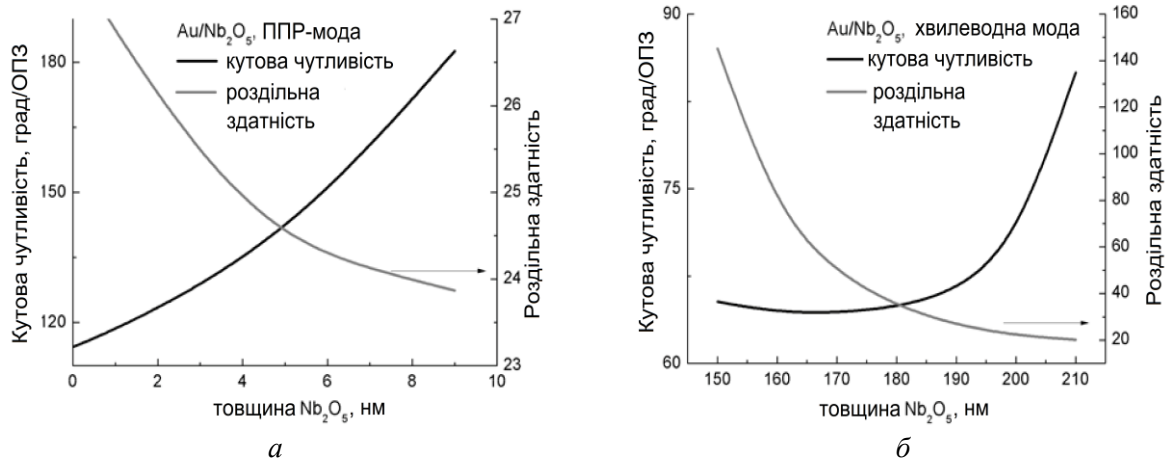 Au/Nb₂O₅, ППР-мода
кутова чутливість
роздільна
здатність
Кутова чутливість, град/ОПЗ
180
150
120
27
26
25
24
23
Роздільна здатність
0 2 4 6 8 10
товщина Nb₂O₅, нм
а
Au/Nb₂O₅, хвилеводна мода
кутова чутливість
роздільна
здатність
Кутова чутливість, град/ОПЗ
90
75
60
160
140
120
100
80
60
40
20
Роздільна здатність
150 160 170 180 190 200 210
товщина Nb₂O₅, нм
б